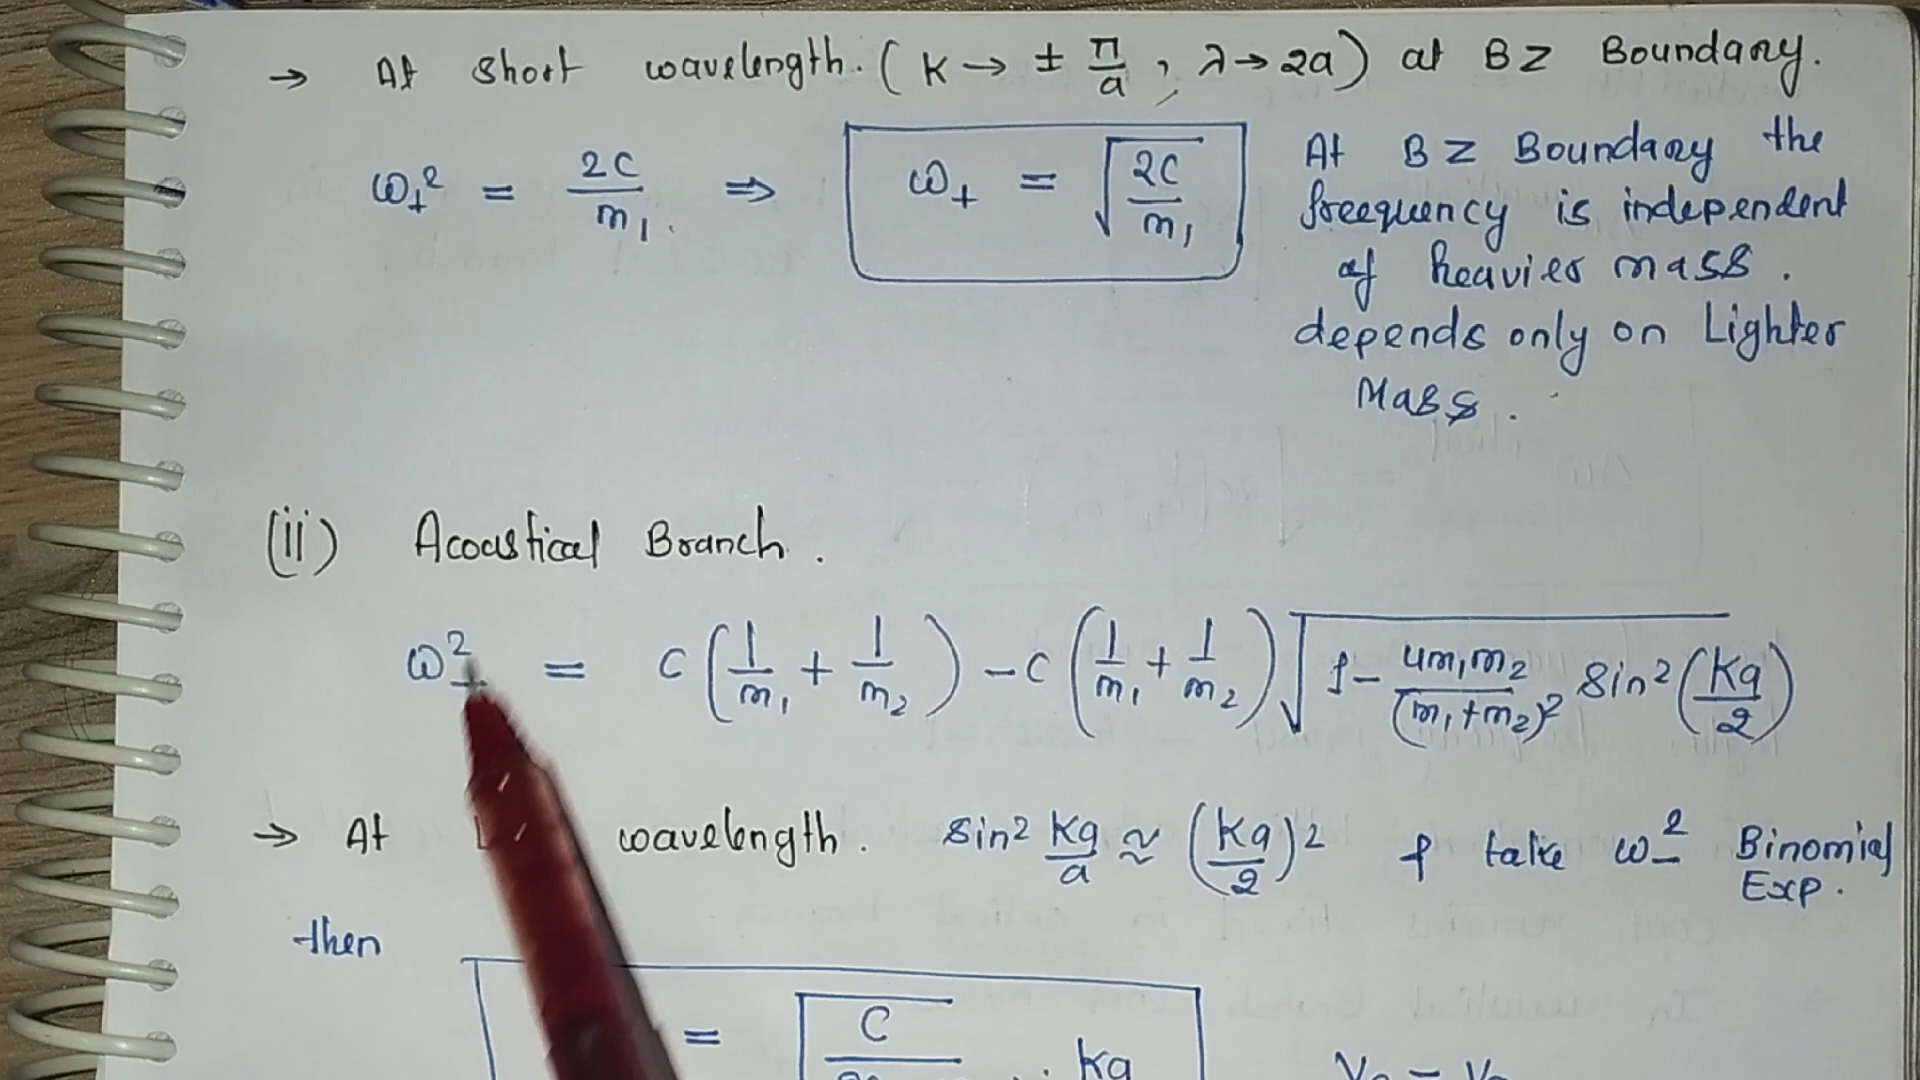 → At short wavelength. ( K → ± π/a , λ → 2a ) at BZ Boundary.
ω₊² = 2C/m₁ ⇒ ω₊ = √(2C/m₁)
At BZ Boundary the
freequency is independent
of heavier mass .
depends only on Lighter
Mass .
(ii) Acoustical Branch .
ω₋² = C (1/m₁ + 1/m₂) - C (1/m₁ + 1/m₂) √(1 - 4m₁m₂/(m₁+m₂)² sin² (Ka/2))
→ At wavelength. sin² Ka/a ≈ (Ka/2)² & take ω₋² Binomial
Exp.
then
= √ C . Ka